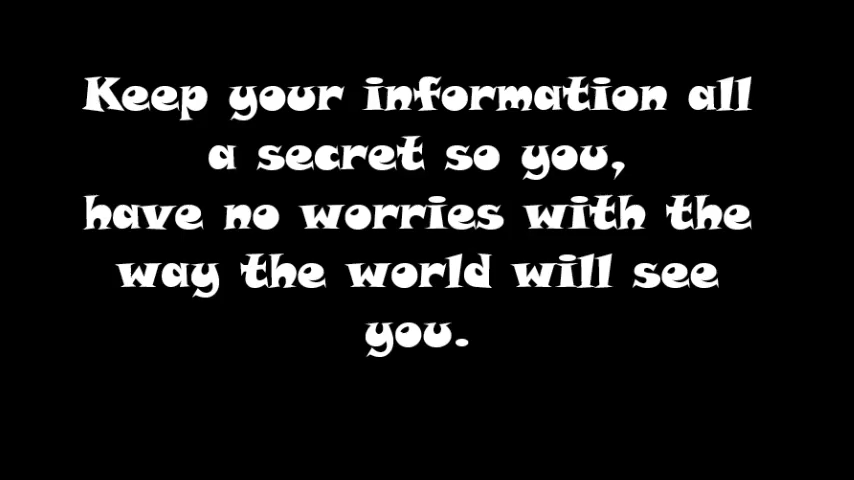 Keep your information all
a secret so you,
have no worries with the
way the world will see
you.